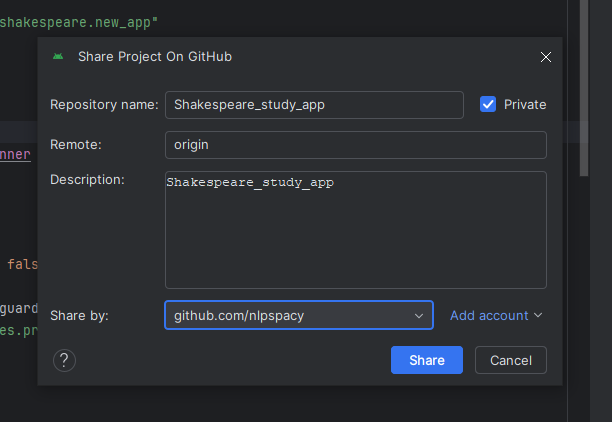 shakespeare.new_app"
Share Project On GitHub
Repository name: Shakespeare_study_app Private
Remote: origin
nner
Description: Shakespeare_study_app
fals
guard
Share by: github.com/nlpspacy Add account
es.pr
? Share Cancel